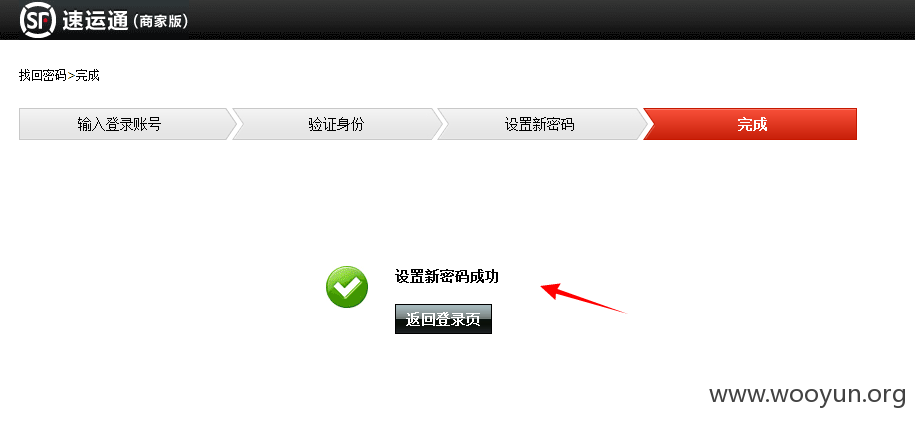 SF 速运通(商家版)
找回密码>完成
输入登录账号 验证身份 设置新密码 完成
设置新密码成功
返回登录页
www.wooyun.org